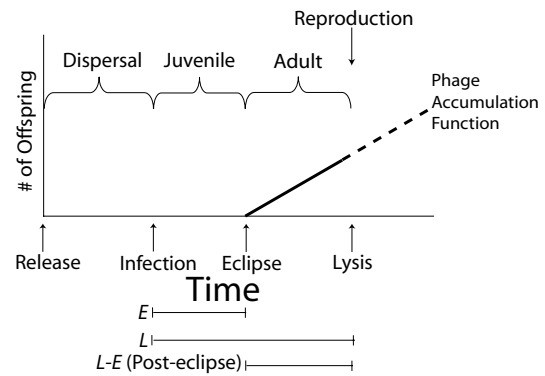 Reproduction
Dispersal Juvenile Adult
Phage
Accumulation
Function
# of Offspring
Release Infection Eclipse Lysis
Time
E
L
L-E (Post-eclipse)